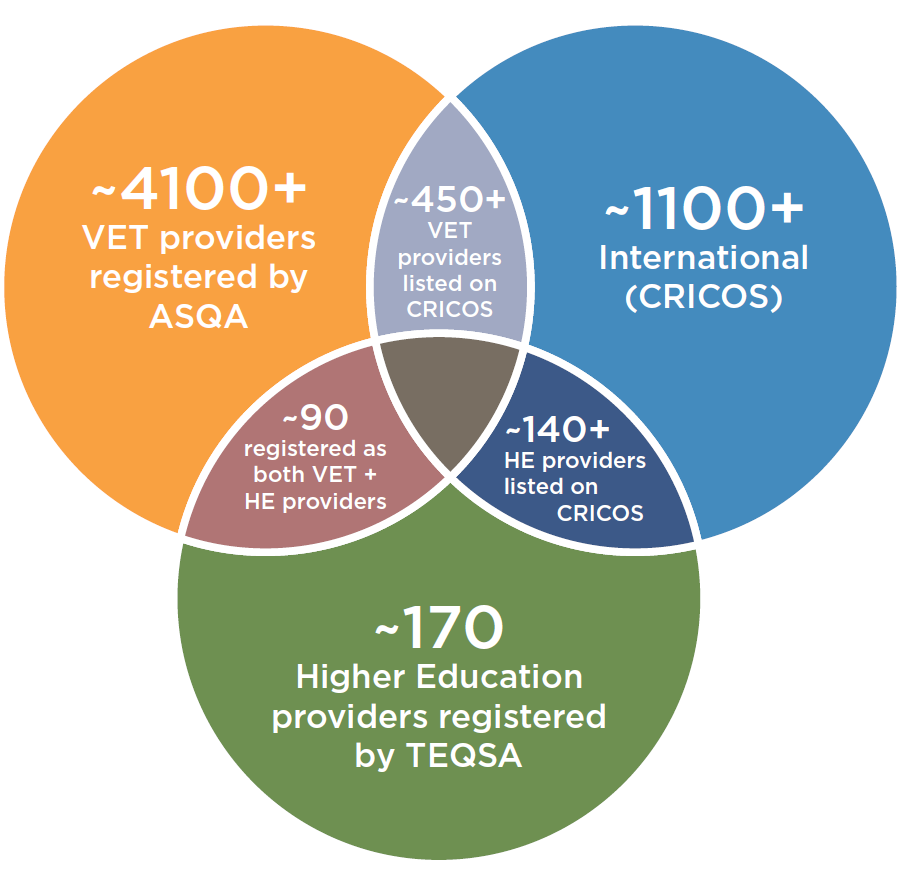 ~4100+
VET providers
registered by
ASQA
~450+
VET
providers
listed on
CRICOS
~1100+
International
(CRICOS)
~90
registered as
both VET +
HE providers
~140+
HE providers
listed on
CRICOS
~170
Higher Education
providers registered
by TEQSA